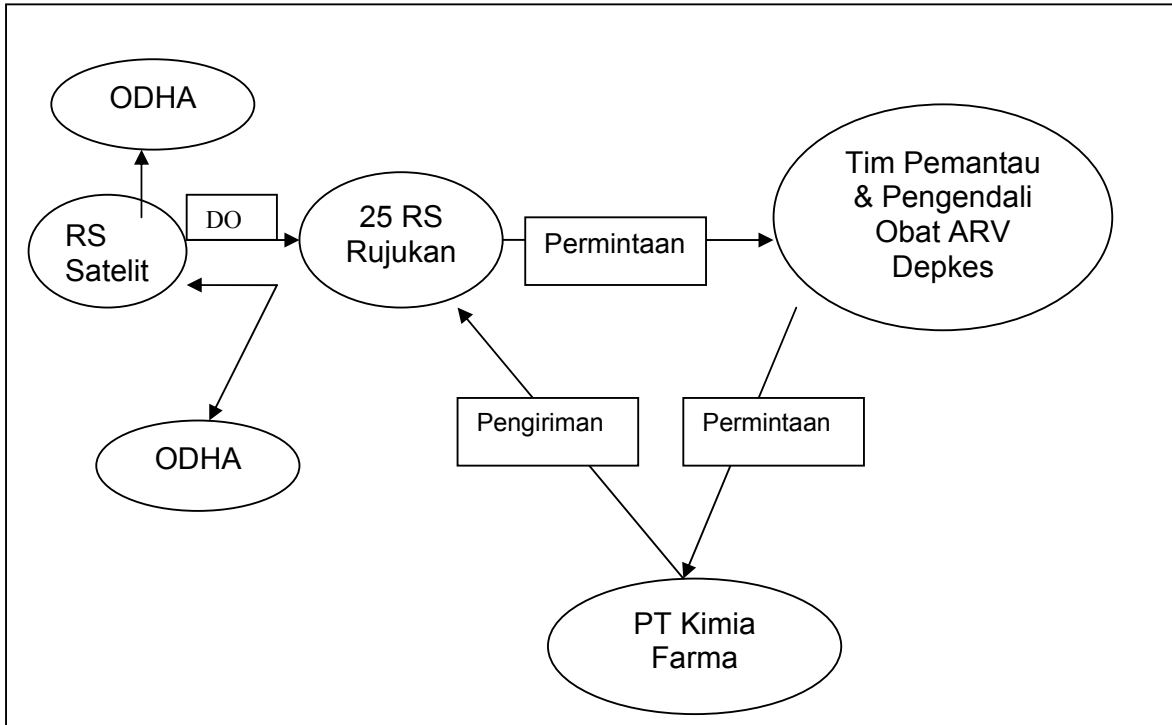 ODHA
RS
Satelit
DO
25 RS
Rujukan
Permintaan
Tim Pemantau
& Pengendali
Obat ARV
Depkes
Pengiriman
Permintaan
ODHA
PT Kimia
Farma